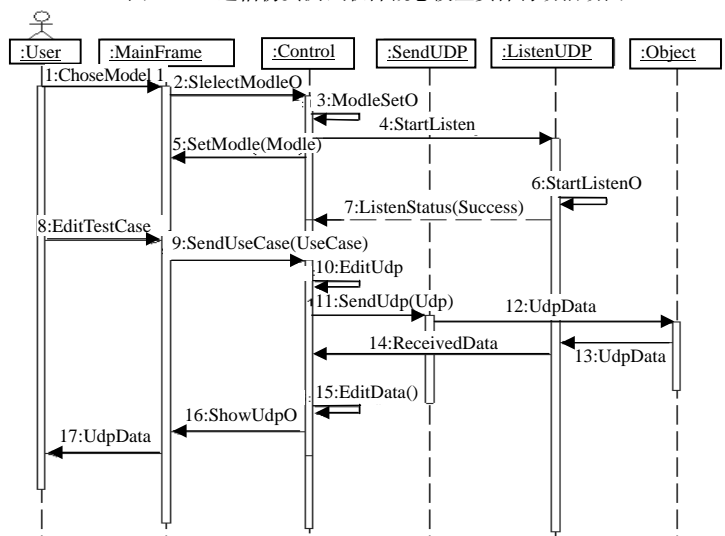 :User
:MainFrame
:Control
:SendUDP
:ListenUDP
:Object
1:ChoseModel 1
2:SlelectModleO
3:ModleSetO
4:StartListen
5:SetModle(Modle)
6:StartListenO
7:ListenStatus(Success)
8:EditTestCase
9:SendUseCase(UseCase)
10:EditUdp
11:SendUdp(Udp)
12:UdpData
14:ReceivedData
13:UdpData
15:EditData()
16:ShowUdpO
17:UdpData